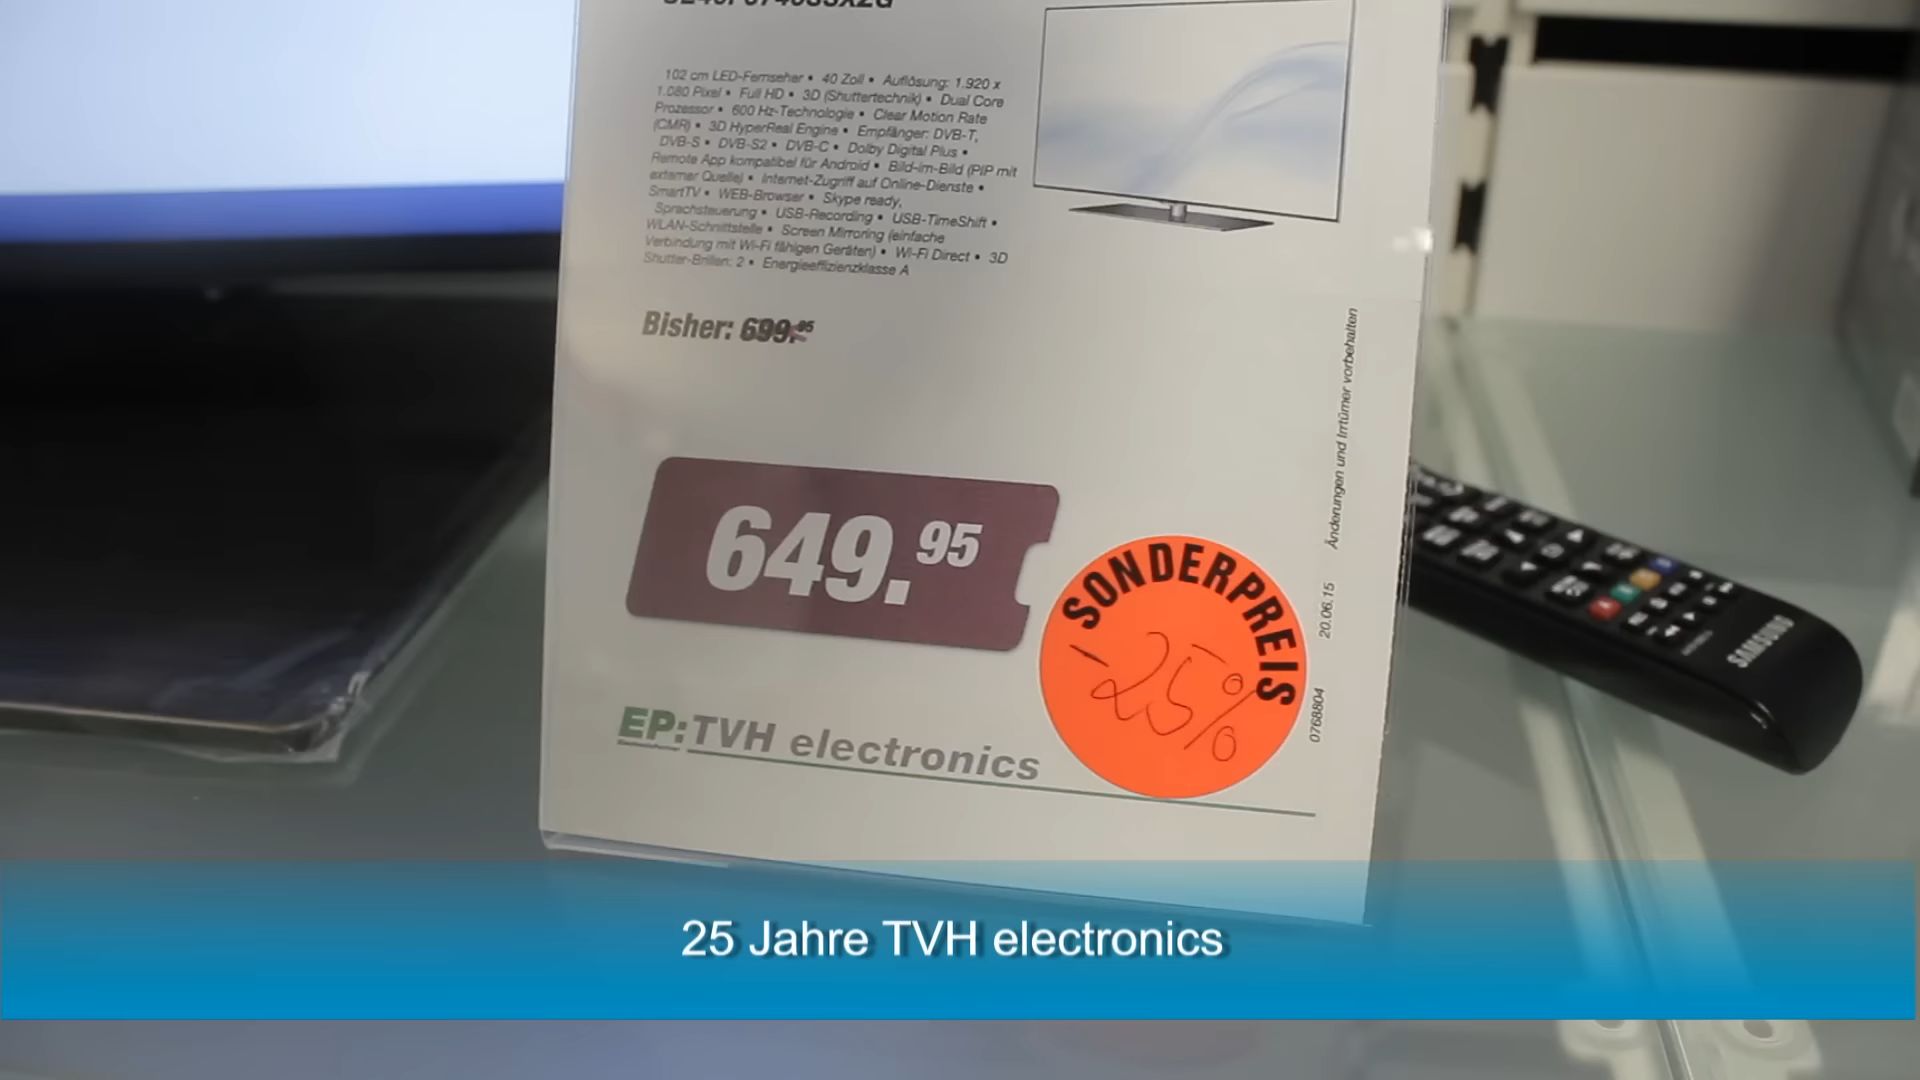 102 cm LED-Fernseher • 40 Zoll • Auflösung: 1.920 x
1.080 Pixel • Full HD • 3D (Shuttertechnik) • Dual Core
Prozessor • 600 Hz-Technologie • Clear Motion Rate
(CMR) • 3D HyperReal Engine • Empfänger: DVB-T,
DVB-S • DVB-S2 • DVB-C • Dolby Digital Plus •
Remote App kompatibel für Android • Bild-im-Bild (PIP mit
externer Quelle) • Internet-Zugriff auf Online-Dienste •
SmartTV • WEB-Browser • Skype ready,
Sprachsteuerung • USB-Recording • USB-TimeShift •
WLAN-Schnittstelle • Screen Mirroring (einfache
Verbindung mit Wi-Fi fähigen Geräten) • Wi-Fi Direct • 3D
Shutter-Brillen: 2 • Energieeffizienzklasse A
Bisher: 699.95
649.95
SONDERPREIS
-25%
EP:TVH electronics
0768804 20.06.15 Änderungen und Irrtümer vorbehalten
SAMSUNG
25 Jahre TVH electronics